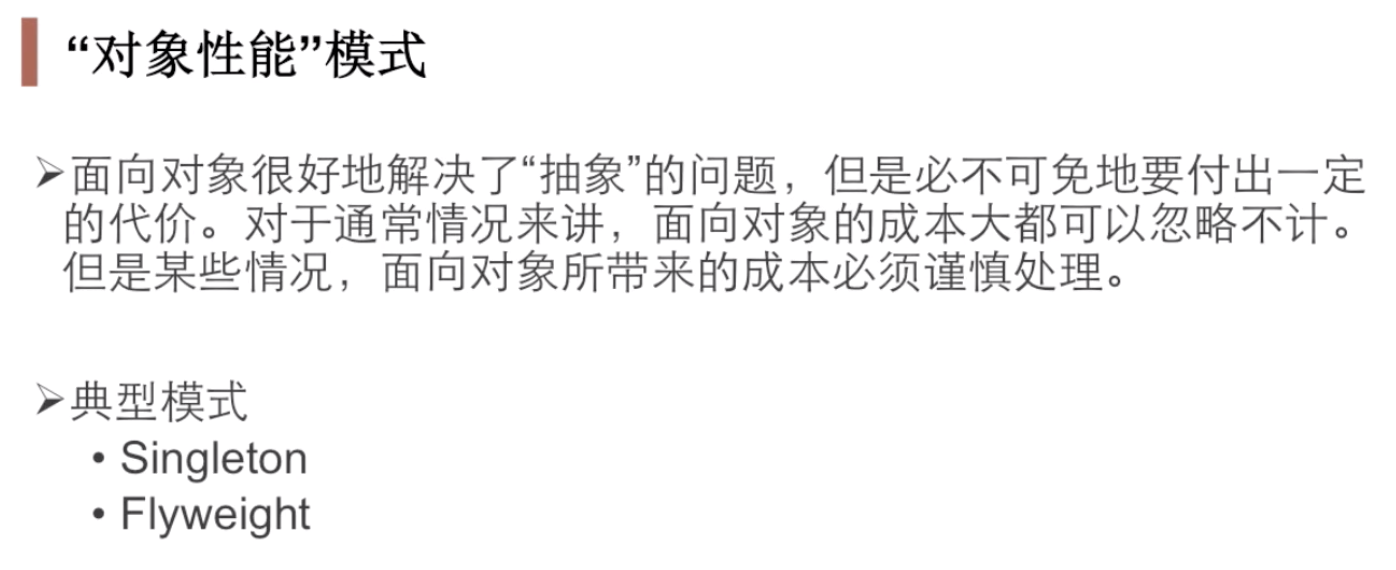 “对象性能”模式
➢面向对象很好地解决了“抽象”的问题，但是必不可免地要付出一定
的代价。对于通常情况来讲，面向对象的成本大都可以忽略不计。
但是某些情况，面向对象所带来的成本必须谨慎处理。
➢典型模式
• Singleton
• Flyweight